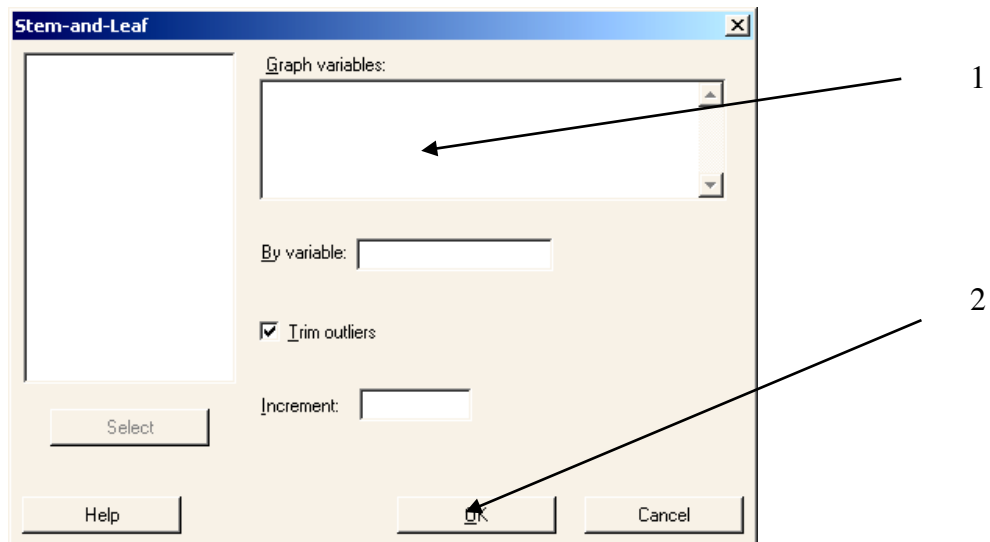 Stem-and-Leaf
Graph variables:
1
By variable:
2
Trim outliers
Increment:
Select
Help
OK
Cancel